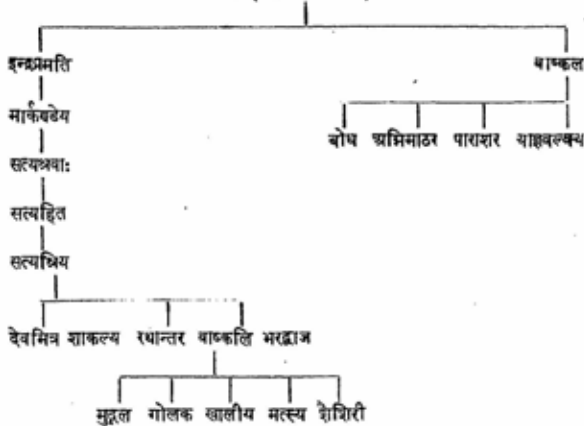 इन्द्रप्रमति बाष्कल
मार्कण्डेय
बोध अग्निमाठर पाराशर याज्ञवल्क्य
सत्यश्रवाः
सत्यहित
सत्यश्रिय
देवमित्र शाकल्य रथान्तर बाष्कलि भरद्वाज
मुद्गल गोलक खालीय मत्स्य शैशिरी